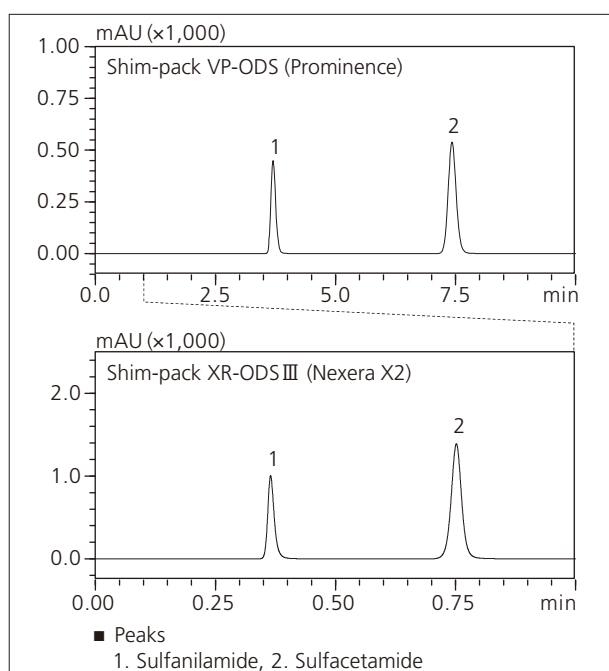 mAU (×1,000)
1.00
Shim-pack VP-ODS (Prominence)
0.75
2
0.50
1
0.25
0.00
0.0 2.5 5.0 7.5 min
mAU (×1,000)
Shim-pack XR-ODSⅢ (Nexera X2)
2.0
2
1
1.0
0.0
0.00 0.25 0.50 0.75 min
■ Peaks
1. Sulfanilamide, 2. Sulfacetamide